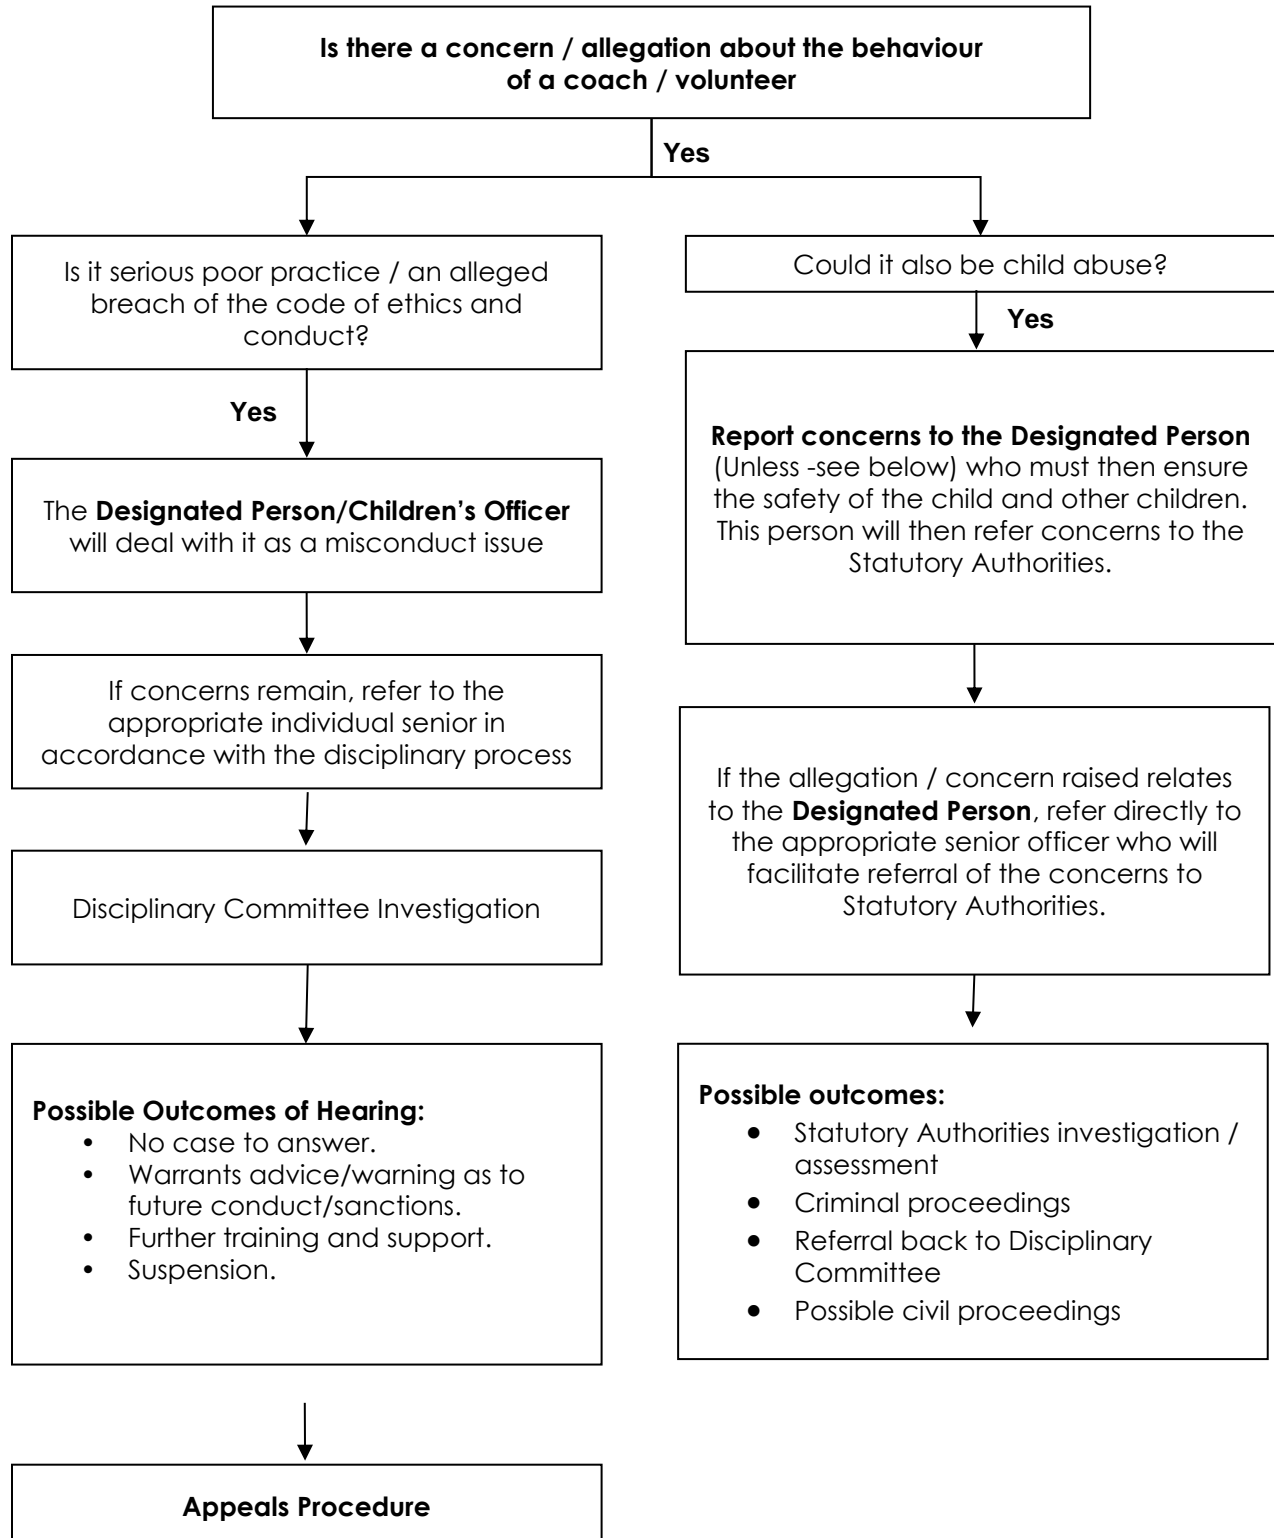 Is there a concern / allegation about the behaviour
of a coach / volunteer
Yes
Is it serious poor practice / an alleged
breach of the code of ethics and
conduct?
Yes
The Designated Person/Children’s Officer
will deal with it as a misconduct issue
If concerns remain, refer to the
appropriate individual senior in
accordance with the disciplinary process
Disciplinary Committee Investigation
Possible Outcomes of Hearing:
• No case to answer.
• Warrants advice/warning as to
future conduct/sanctions.
• Further training and support.
• Suspension.
Appeals Procedure
Could it also be child abuse?
Yes
Report concerns to the Designated Person
(Unless -see below) who must then ensure
the safety of the child and other children.
This person will then refer concerns to the
Statutory Authorities.
If the allegation / concern raised relates
to the Designated Person, refer directly to
the appropriate senior officer who will
facilitate referral of the concerns to
Statutory Authorities.
Possible outcomes:
• Statutory Authorities investigation /
assessment
• Criminal proceedings
• Referral back to Disciplinary
Committee
• Possible civil proceedings